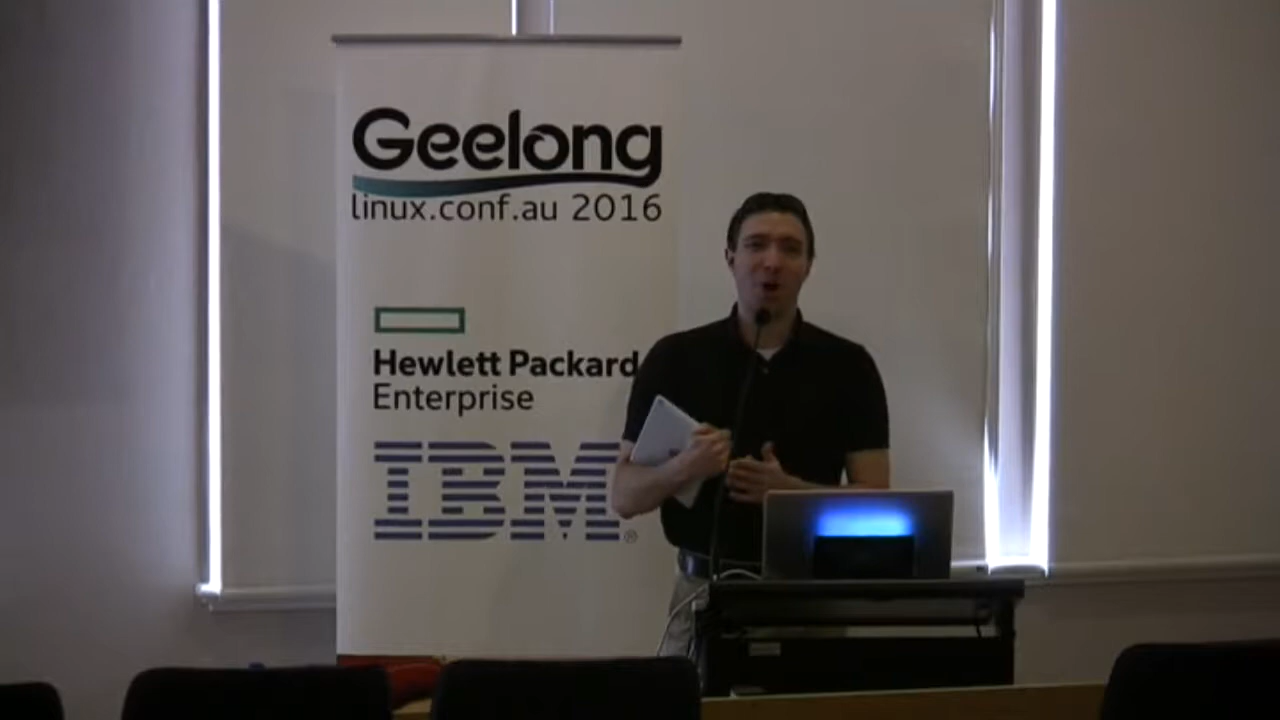 Geelong
linux.conf.au 2016
Hewlett Packard
Enterprise
IBM®